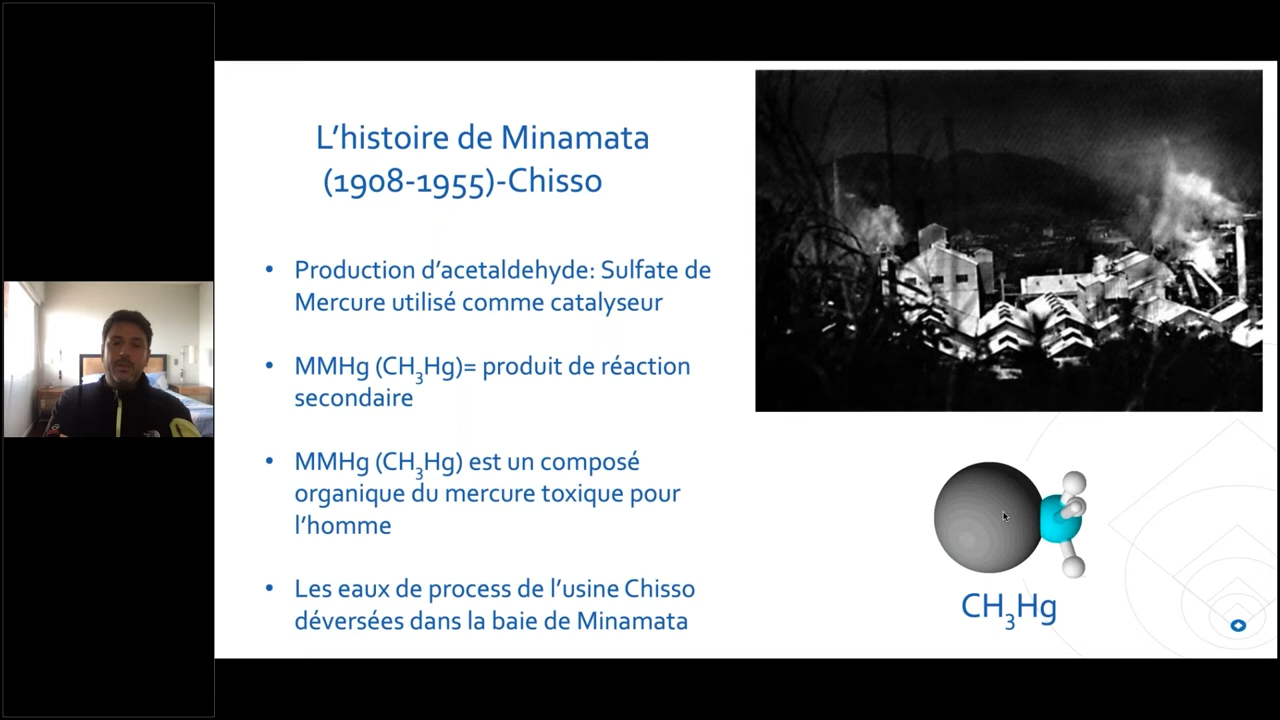 L'histoire de Minamata
(1908-1955)-Chisso
• Production d'acetaldehyde: Sulfate de
Mercure utilisé comme catalyseur
• MMHg (CH₃Hg)= produit de réaction
secondaire
• MMHg (CH₃Hg) est un composé
organique du mercure toxique pour
l'homme
• Les eaux de process de l'usine Chisso
déversées dans la baie de Minamata
CH₃Hg